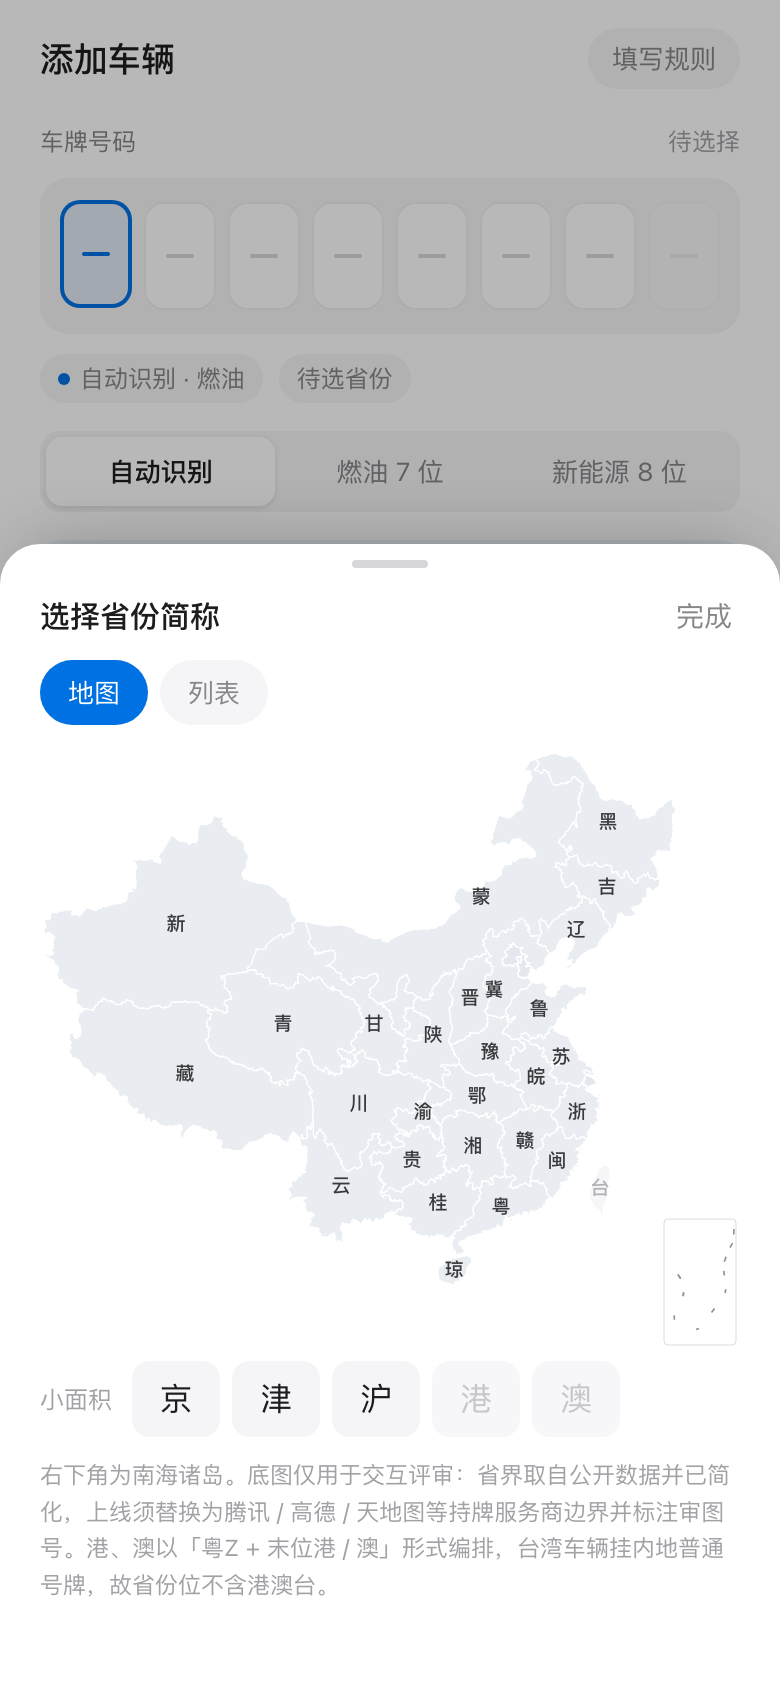 添加车辆
填写规则
车牌号码
待选择
自动识别 · 燃油
待选省份
自动识别
燃油 7 位
新能源 8 位
选择省份简称
完成
地图
列表
黑
吉
蒙
辽
新
冀
晋
鲁
青
甘
陕
豫
苏
藏
皖
鄂
川
渝
浙
赣
湘
贵
闽
云
台
桂
粤
琼
小面积
京
津
沪
港
澳
右下角为南海诸岛。底图仅用于交互评审：省界取自公开数据并已简
化，上线须替换为腾讯 / 高德 / 天地图等持牌服务商边界并标注审图
号。港、澳以「粤Z + 末位港 / 澳」形式编排，台湾车辆挂内地普通
号牌，故省份位不含港澳台。